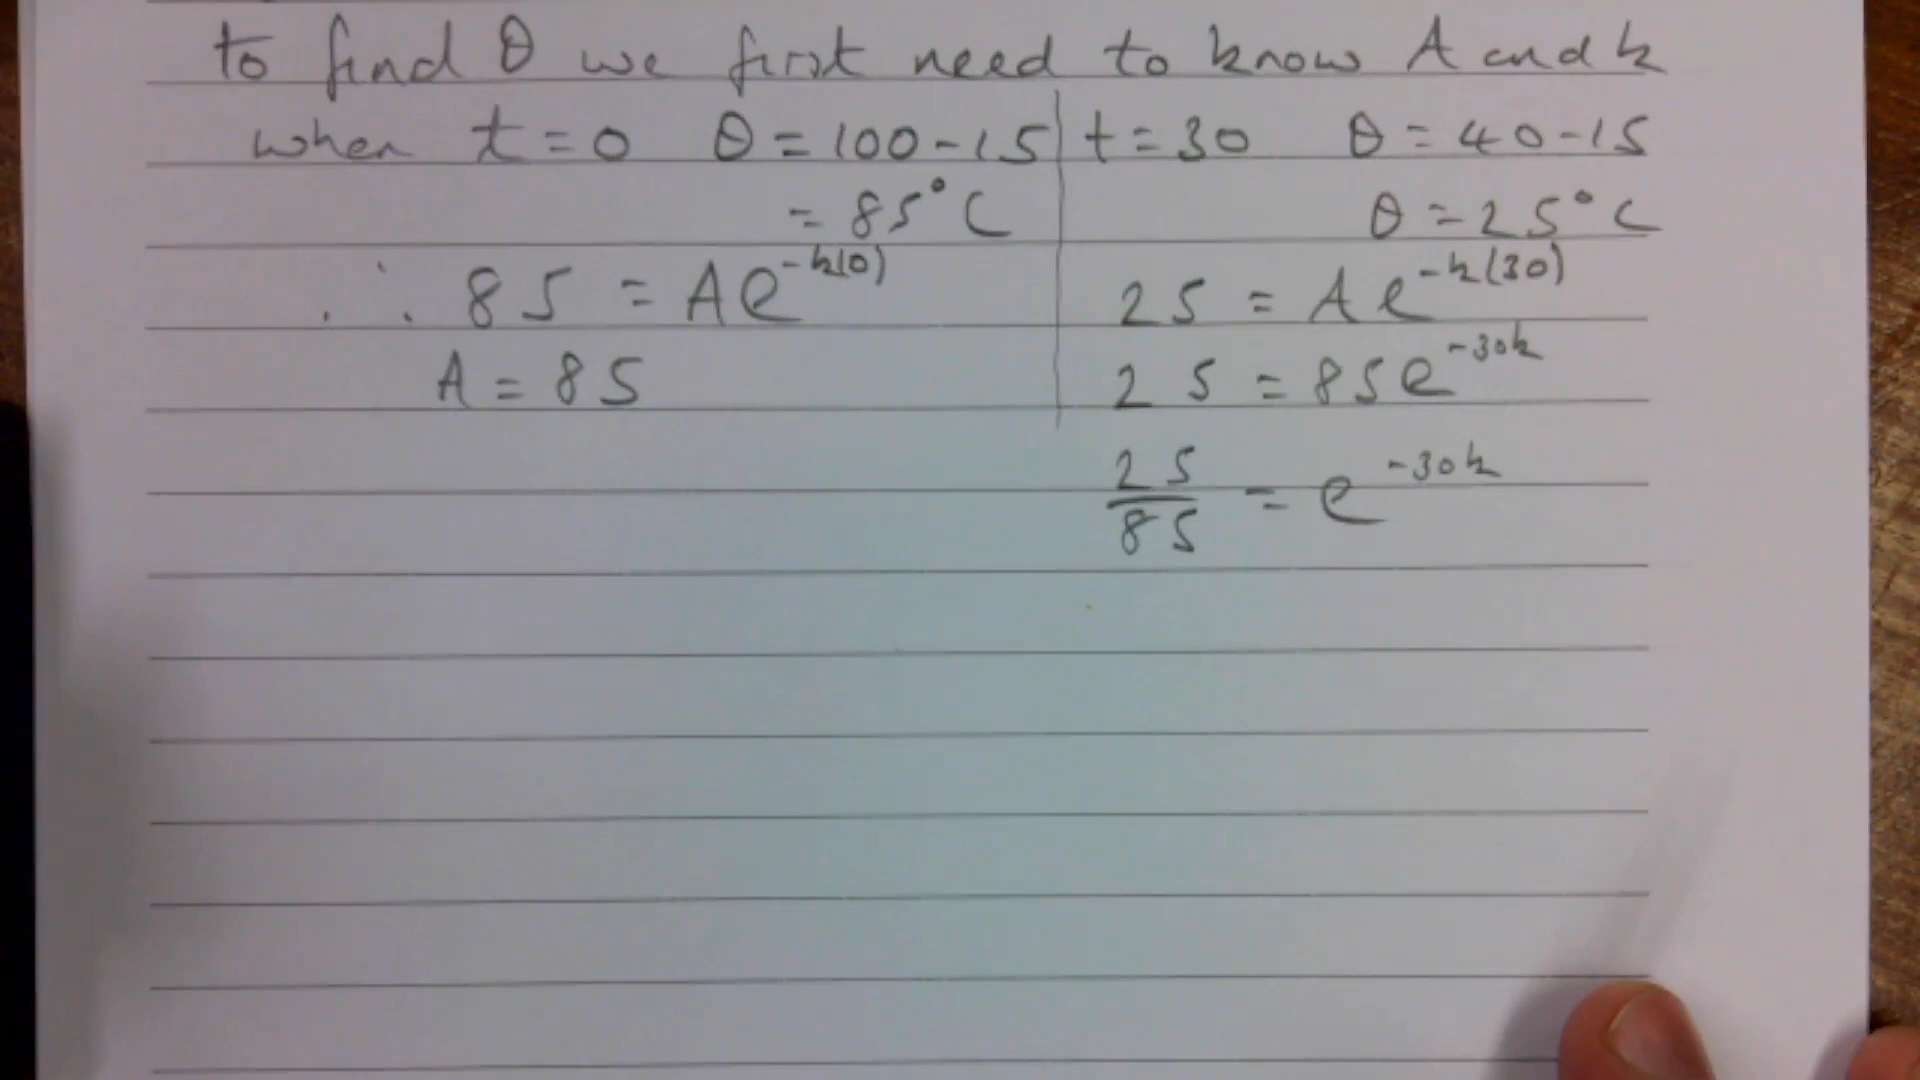 to find θ we first need to know A and k
when t = 0 θ = 100 - 15
= 85°C
∴ 85 = Ae^-k(0)
A = 85
t = 30 θ = 40 - 15
θ = 25°C
25 = Ae^-k(30)
25 = 85e^-30k
25/85 = e^-30k